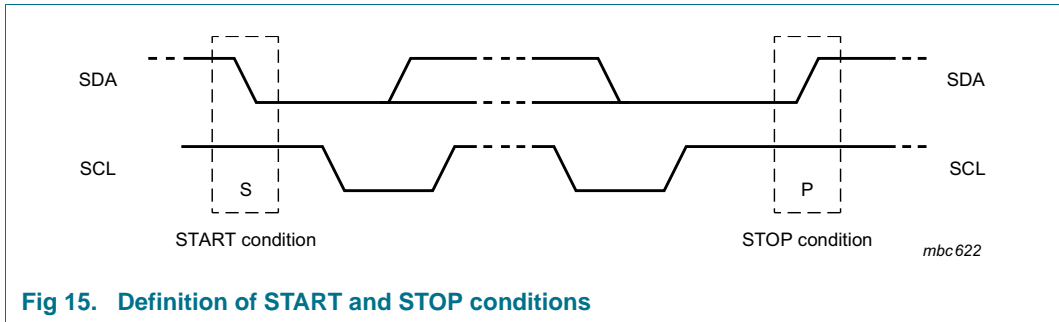 SDA
SDA
SCL
SCL
S
P
START condition
STOP condition
mbc622
Fig 15. Definition of START and STOP conditions